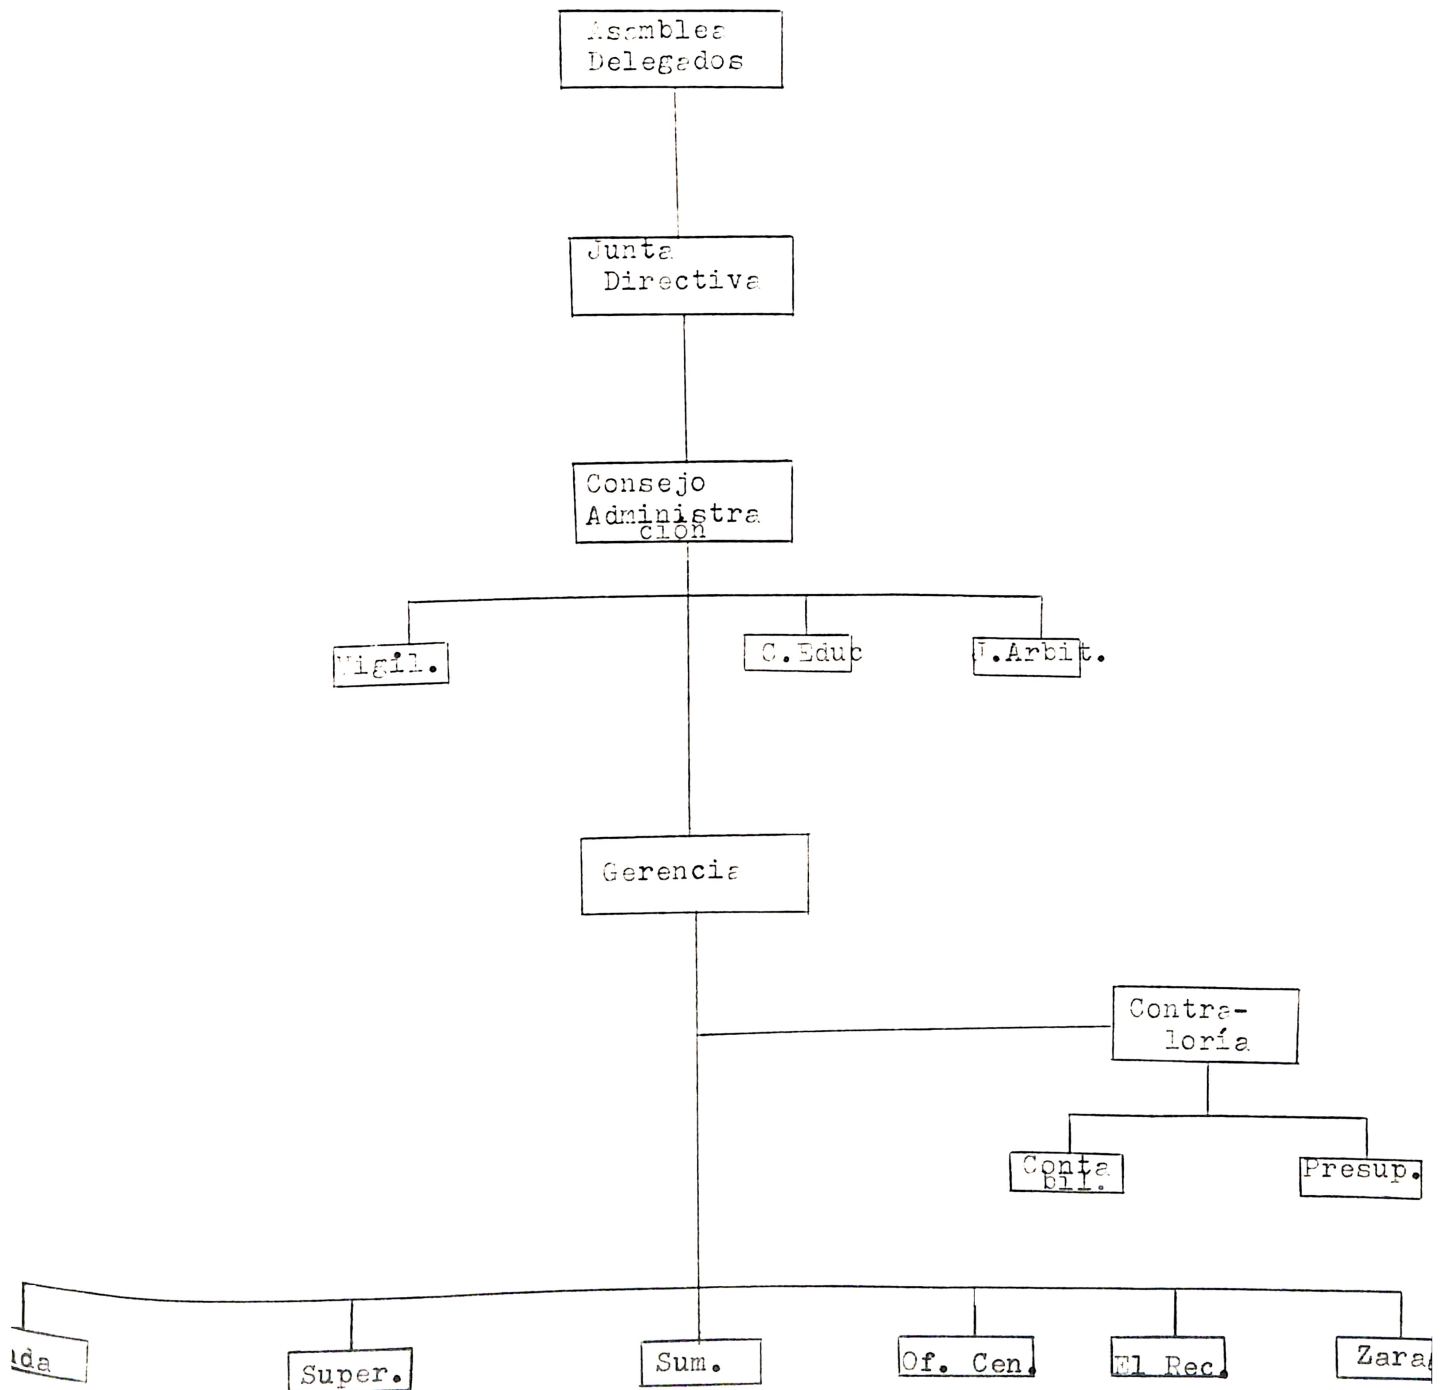 Asamblea
Delegados
Junta
Directiva
Consejo
Administra
ción
Vigil.
C.Educ
J.Arbit.
Gerencia
Contra-
loría
Conta
bil.
Presup.
Super.
Sum.
Of. Cen.
El Rec.